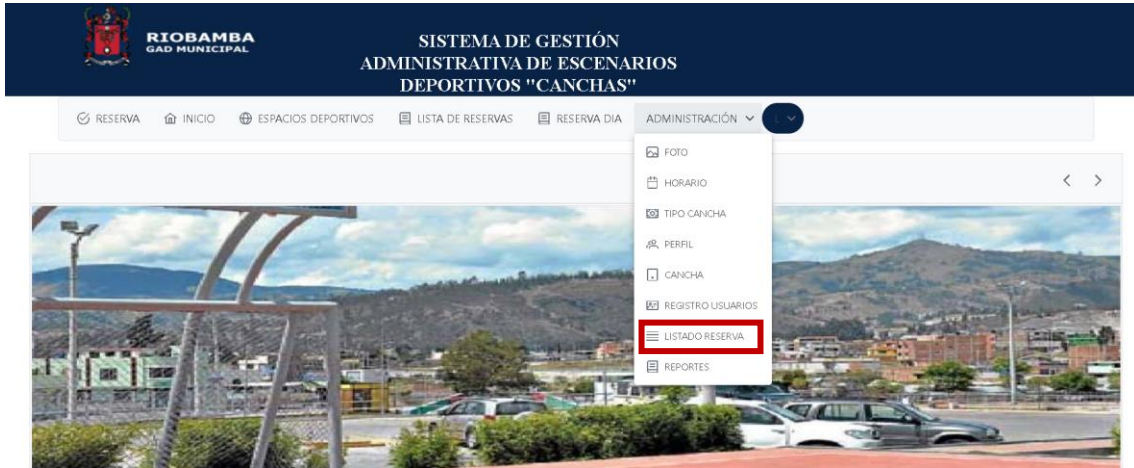 RIOBAMBA
GAD MUNICIPAL
SISTEMA DE GESTIÓN
ADMINISTRATIVA DE ESCENARIOS
DEPORTIVOS "CANCHAS"
RESERVA INICIO ESPACIOS DEPORTIVOS LISTA DE RESERVAS RESERVA DIA ADMINISTRACIÓN L
FOTO
HORARIO
TIPO CANCHA
PERFIL
CANCHA
REGISTRO USUARIOS
LISTADO RESERVA
REPORTES